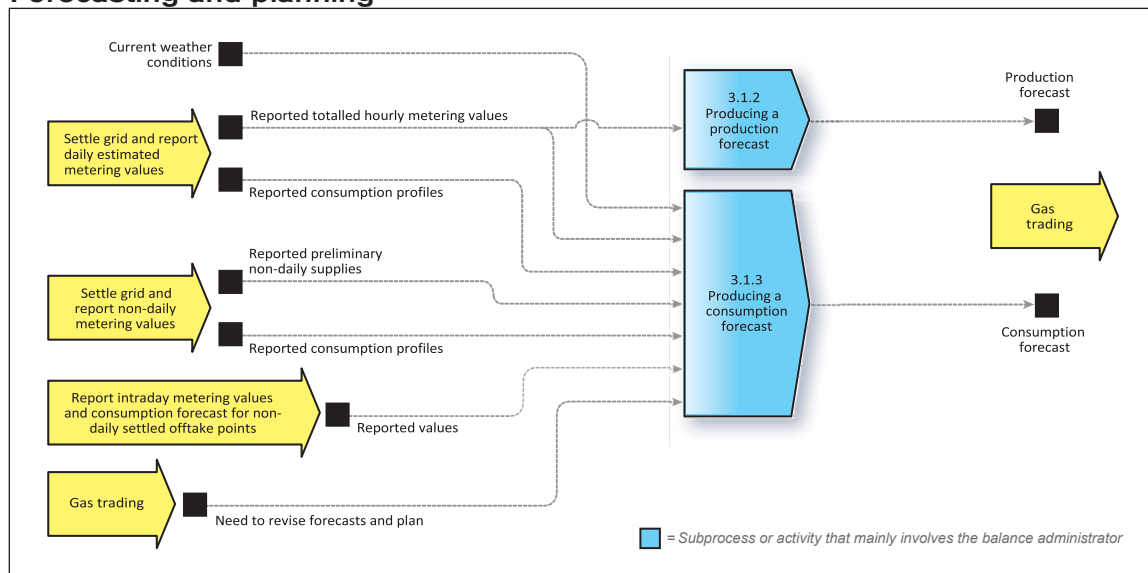 Forecasting and planning
Current weather
conditions
Settle grid and report
daily estimated
metering values
Reported totalled hourly metering values
Reported consumption profiles
Settle grid and
report non-daily
metering values
Reported preliminary
non-daily supplies
Reported consumption profiles
Report intraday metering values
and consumption forecast for non-
daily settled offtake points
Reported values
Gas trading
Need to revise forecasts and plan
3.1.2
Producing a
production
forecast
3.1.3
Producing a
consumption
forecast
Production
forecast
Gas
trading
Consumption
forecast
= Subprocess or activity that mainly involves the balance administrator